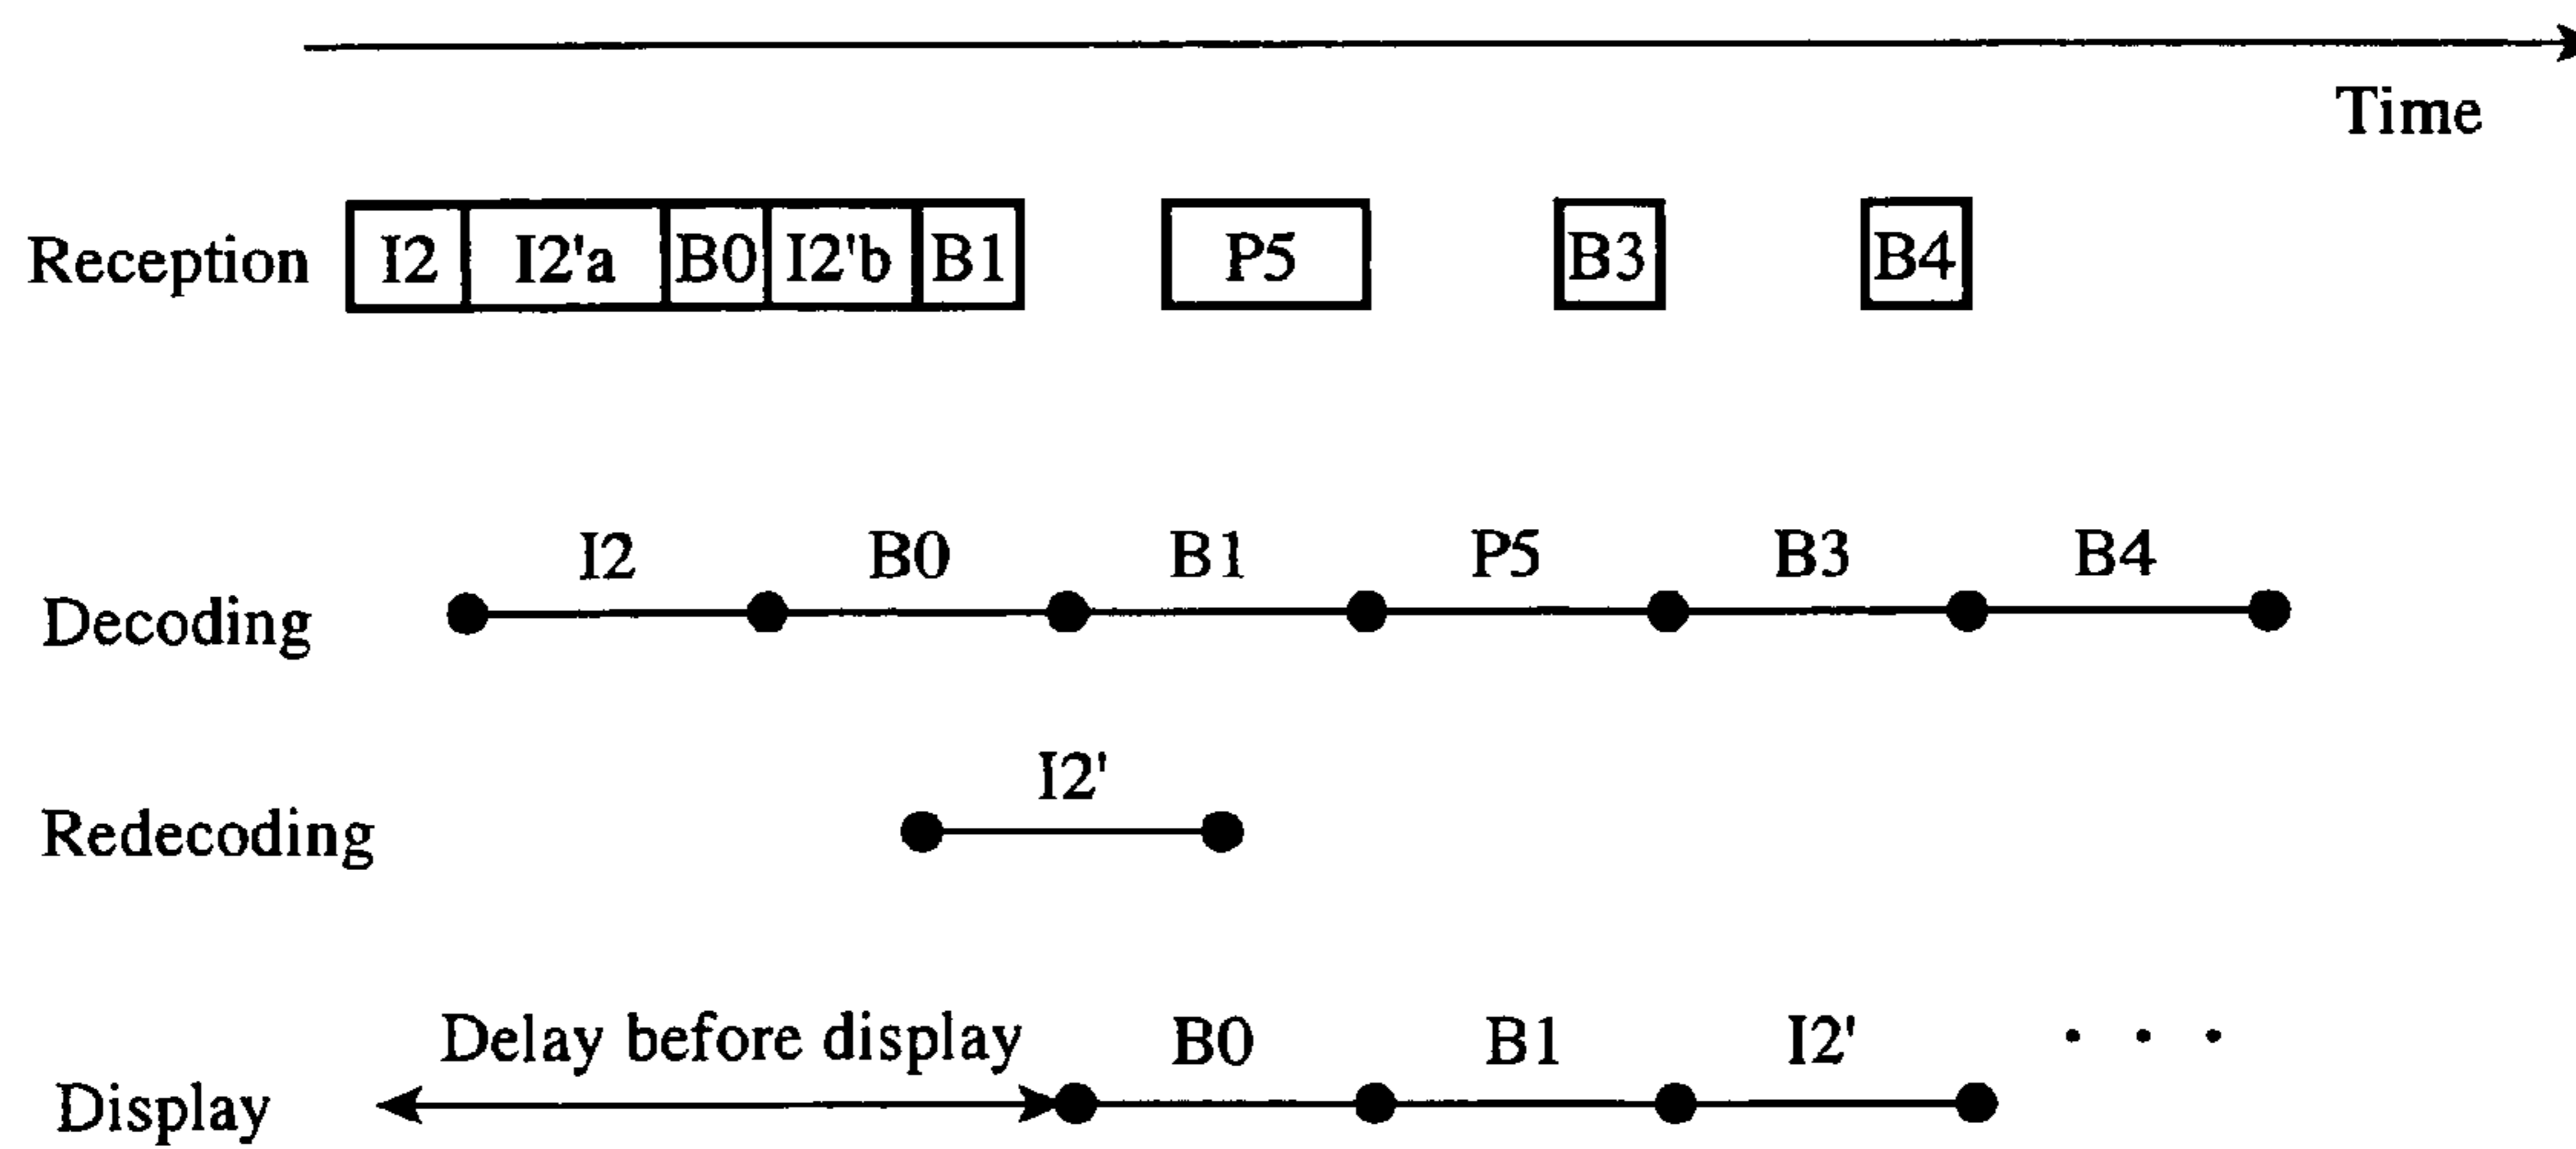 Time
Reception I2 I2'a B0 I2'b B1 P5 B3 B4
I2 B0 B1 P5 B3 B4
Decoding
I2'
Redecoding
Delay before display B0 B1 I2' . . .
Display